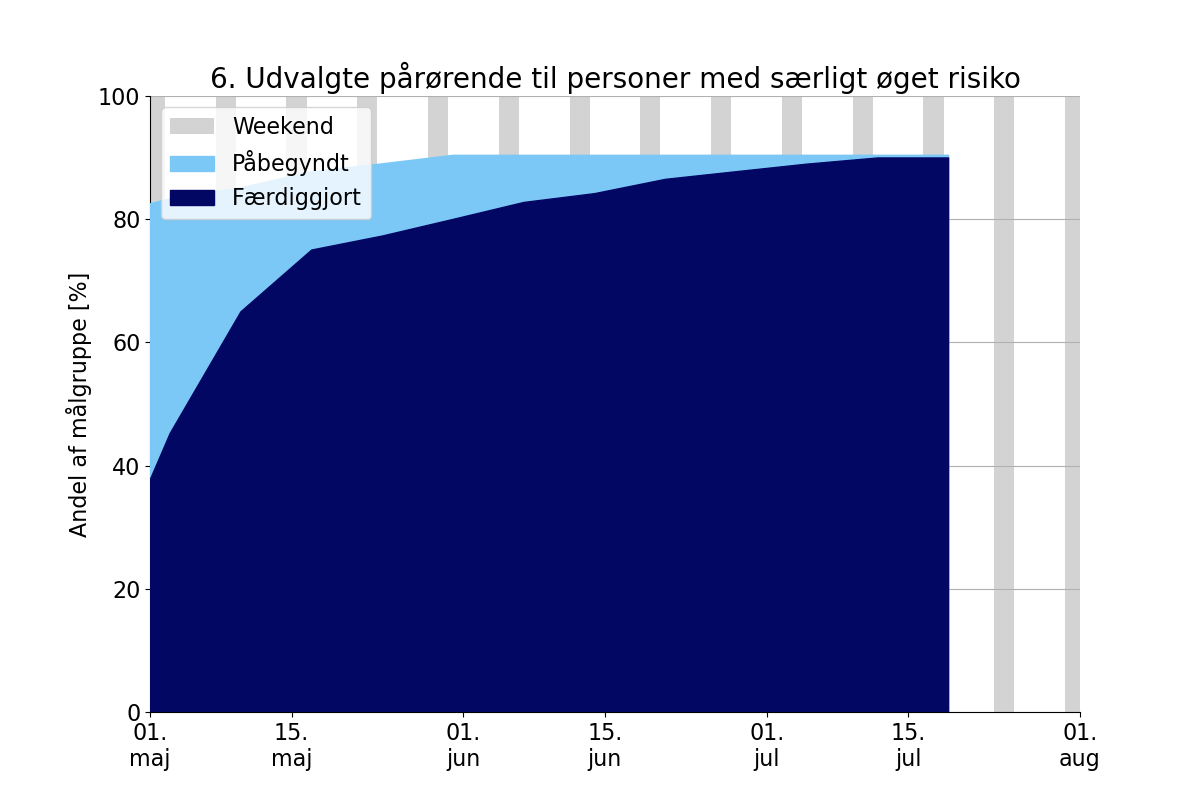 6. Udvalgte pårørende til personer med særligt øget risiko
Andel af målgruppe [%]
100
80
60
40
20
0
Weekend
Påbegyndt
Færdiggjort
01.
maj
15.
maj
01.
jun
15.
jun
01.
jul
15.
jul
01.
aug